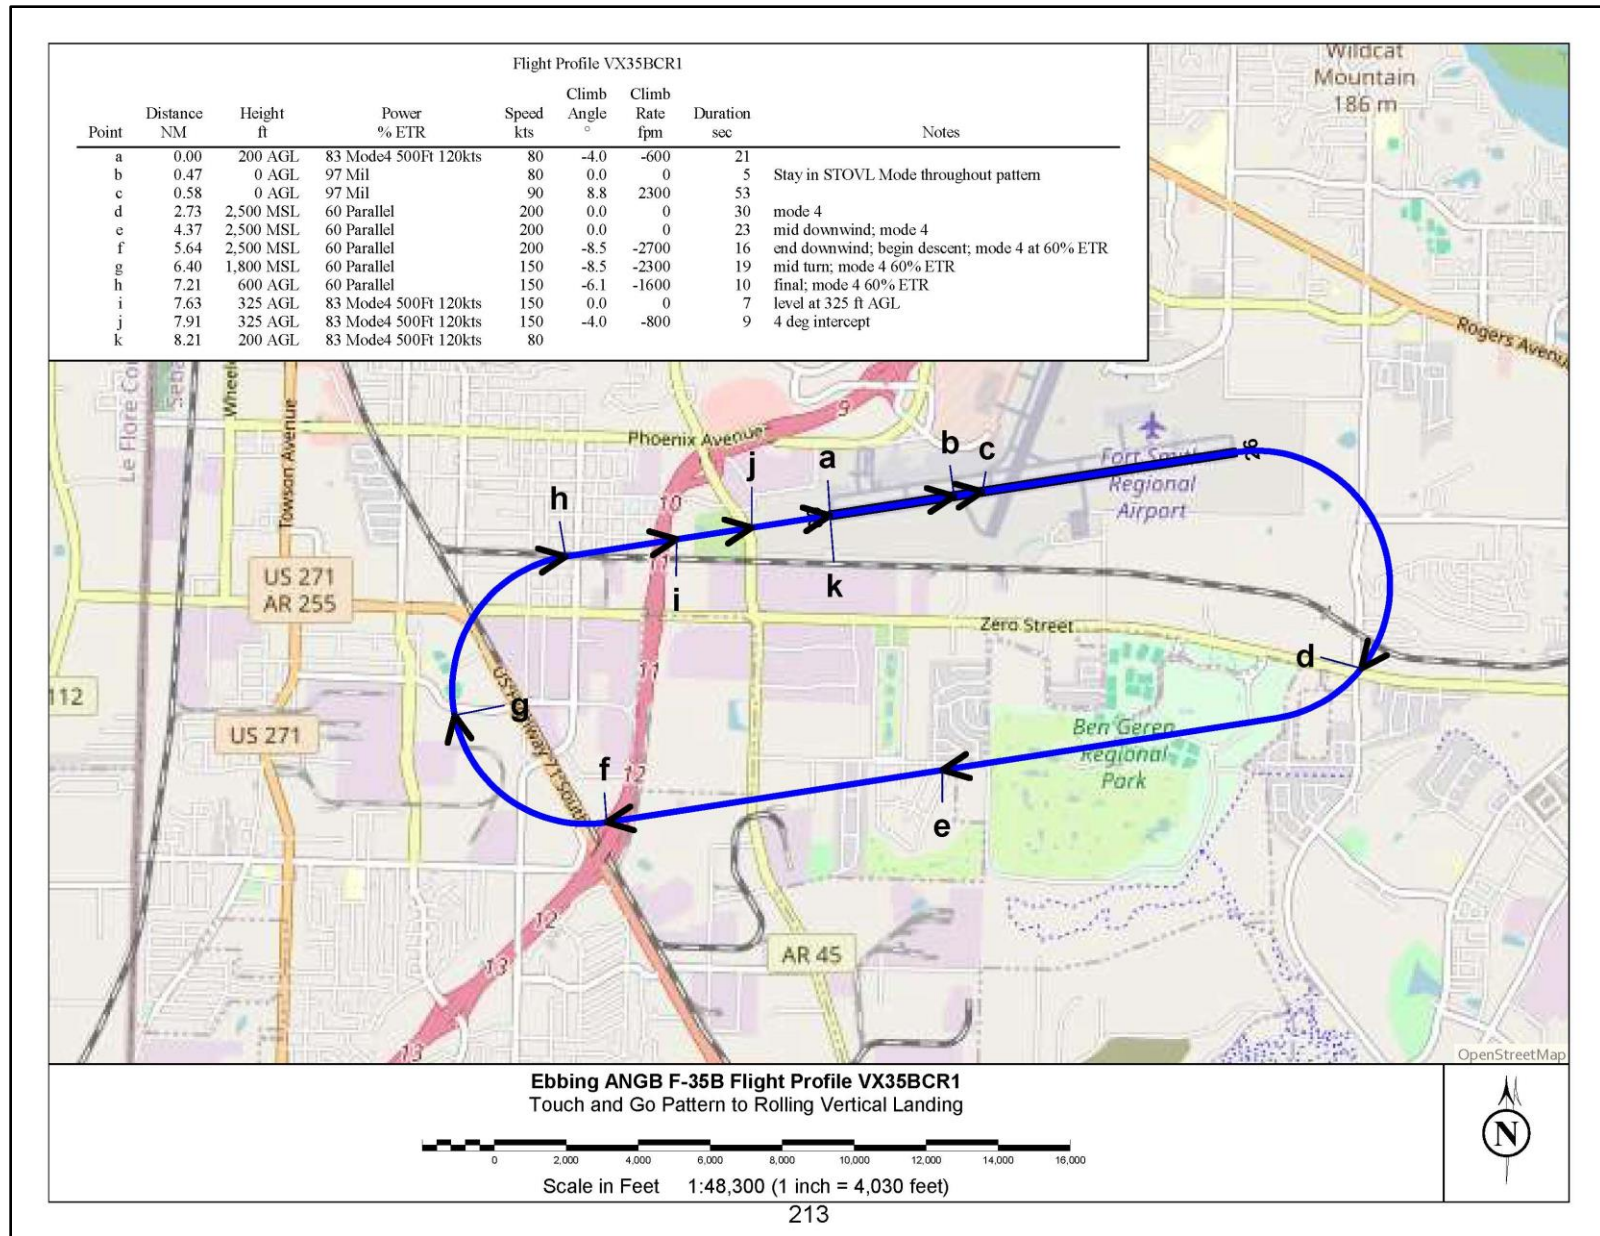 Flight Profile VX35BCR1
Climb Climb
Distance Height Power Speed Angle Rate Duration
Point NM ft % ETR kts ° fpm sec Notes
a 0.00 200 AGL 83 Mode4 500Ft 120kts 80 -4.0 -600 21
b 0.47 0 AGL 97 Mil 80 0.0 0 5 Stay in STOVL Mode throughout pattern
c 0.58 0 AGL 97 Mil 90 8.8 2300 53
d 2.73 2,500 MSL 60 Parallel 200 0.0 0 30 mode 4
e 4.37 2,500 MSL 60 Parallel 200 0.0 0 23 mid downwind; mode 4
f 5.64 2,500 MSL 60 Parallel 200 -8.5 -2700 16 end downwind; begin descent; mode 4 at 60% ETR
g 6.40 1,800 MSL 60 Parallel 150 -8.5 -2300 19 mid turn; mode 4 60% ETR
h 7.21 600 AGL 60 Parallel 150 -6.1 -1600 10 final; mode 4 60% ETR
i 7.63 325 AGL 83 Mode4 500Ft 120kts 150 0.0 0 7 level at 325 ft AGL
j 7.91 325 AGL 83 Mode4 500Ft 120kts 150 -4.0 -800 9 4 deg intercept
k 8.21 200 AGL 83 Mode4 500Ft 120kts 80
Wildcat
Mountain
186 m
Rogers Avenu
Le Flore Cou
Seba
Wheele
Towson Avenue
Phoenix Avenue
9
10
11
11
12
12
13
13
h
i
j
a
k
b
c
26
Fort Smith
Regional
Airport
US 271
AR 255
Zero Street
d
112
US 271
g
US Highway 71 South
f
e
Ben Geren
Regional
Park
AR 45
OpenStreetMap
Ebbing ANGB F-35B Flight Profile VX35BCR1
Touch and Go Pattern to Rolling Vertical Landing
0 2,000 4,000 6,000 8,000 10,000 12,000 14,000 16,000
Scale in Feet 1:48,300 (1 inch = 4,030 feet)
N
213